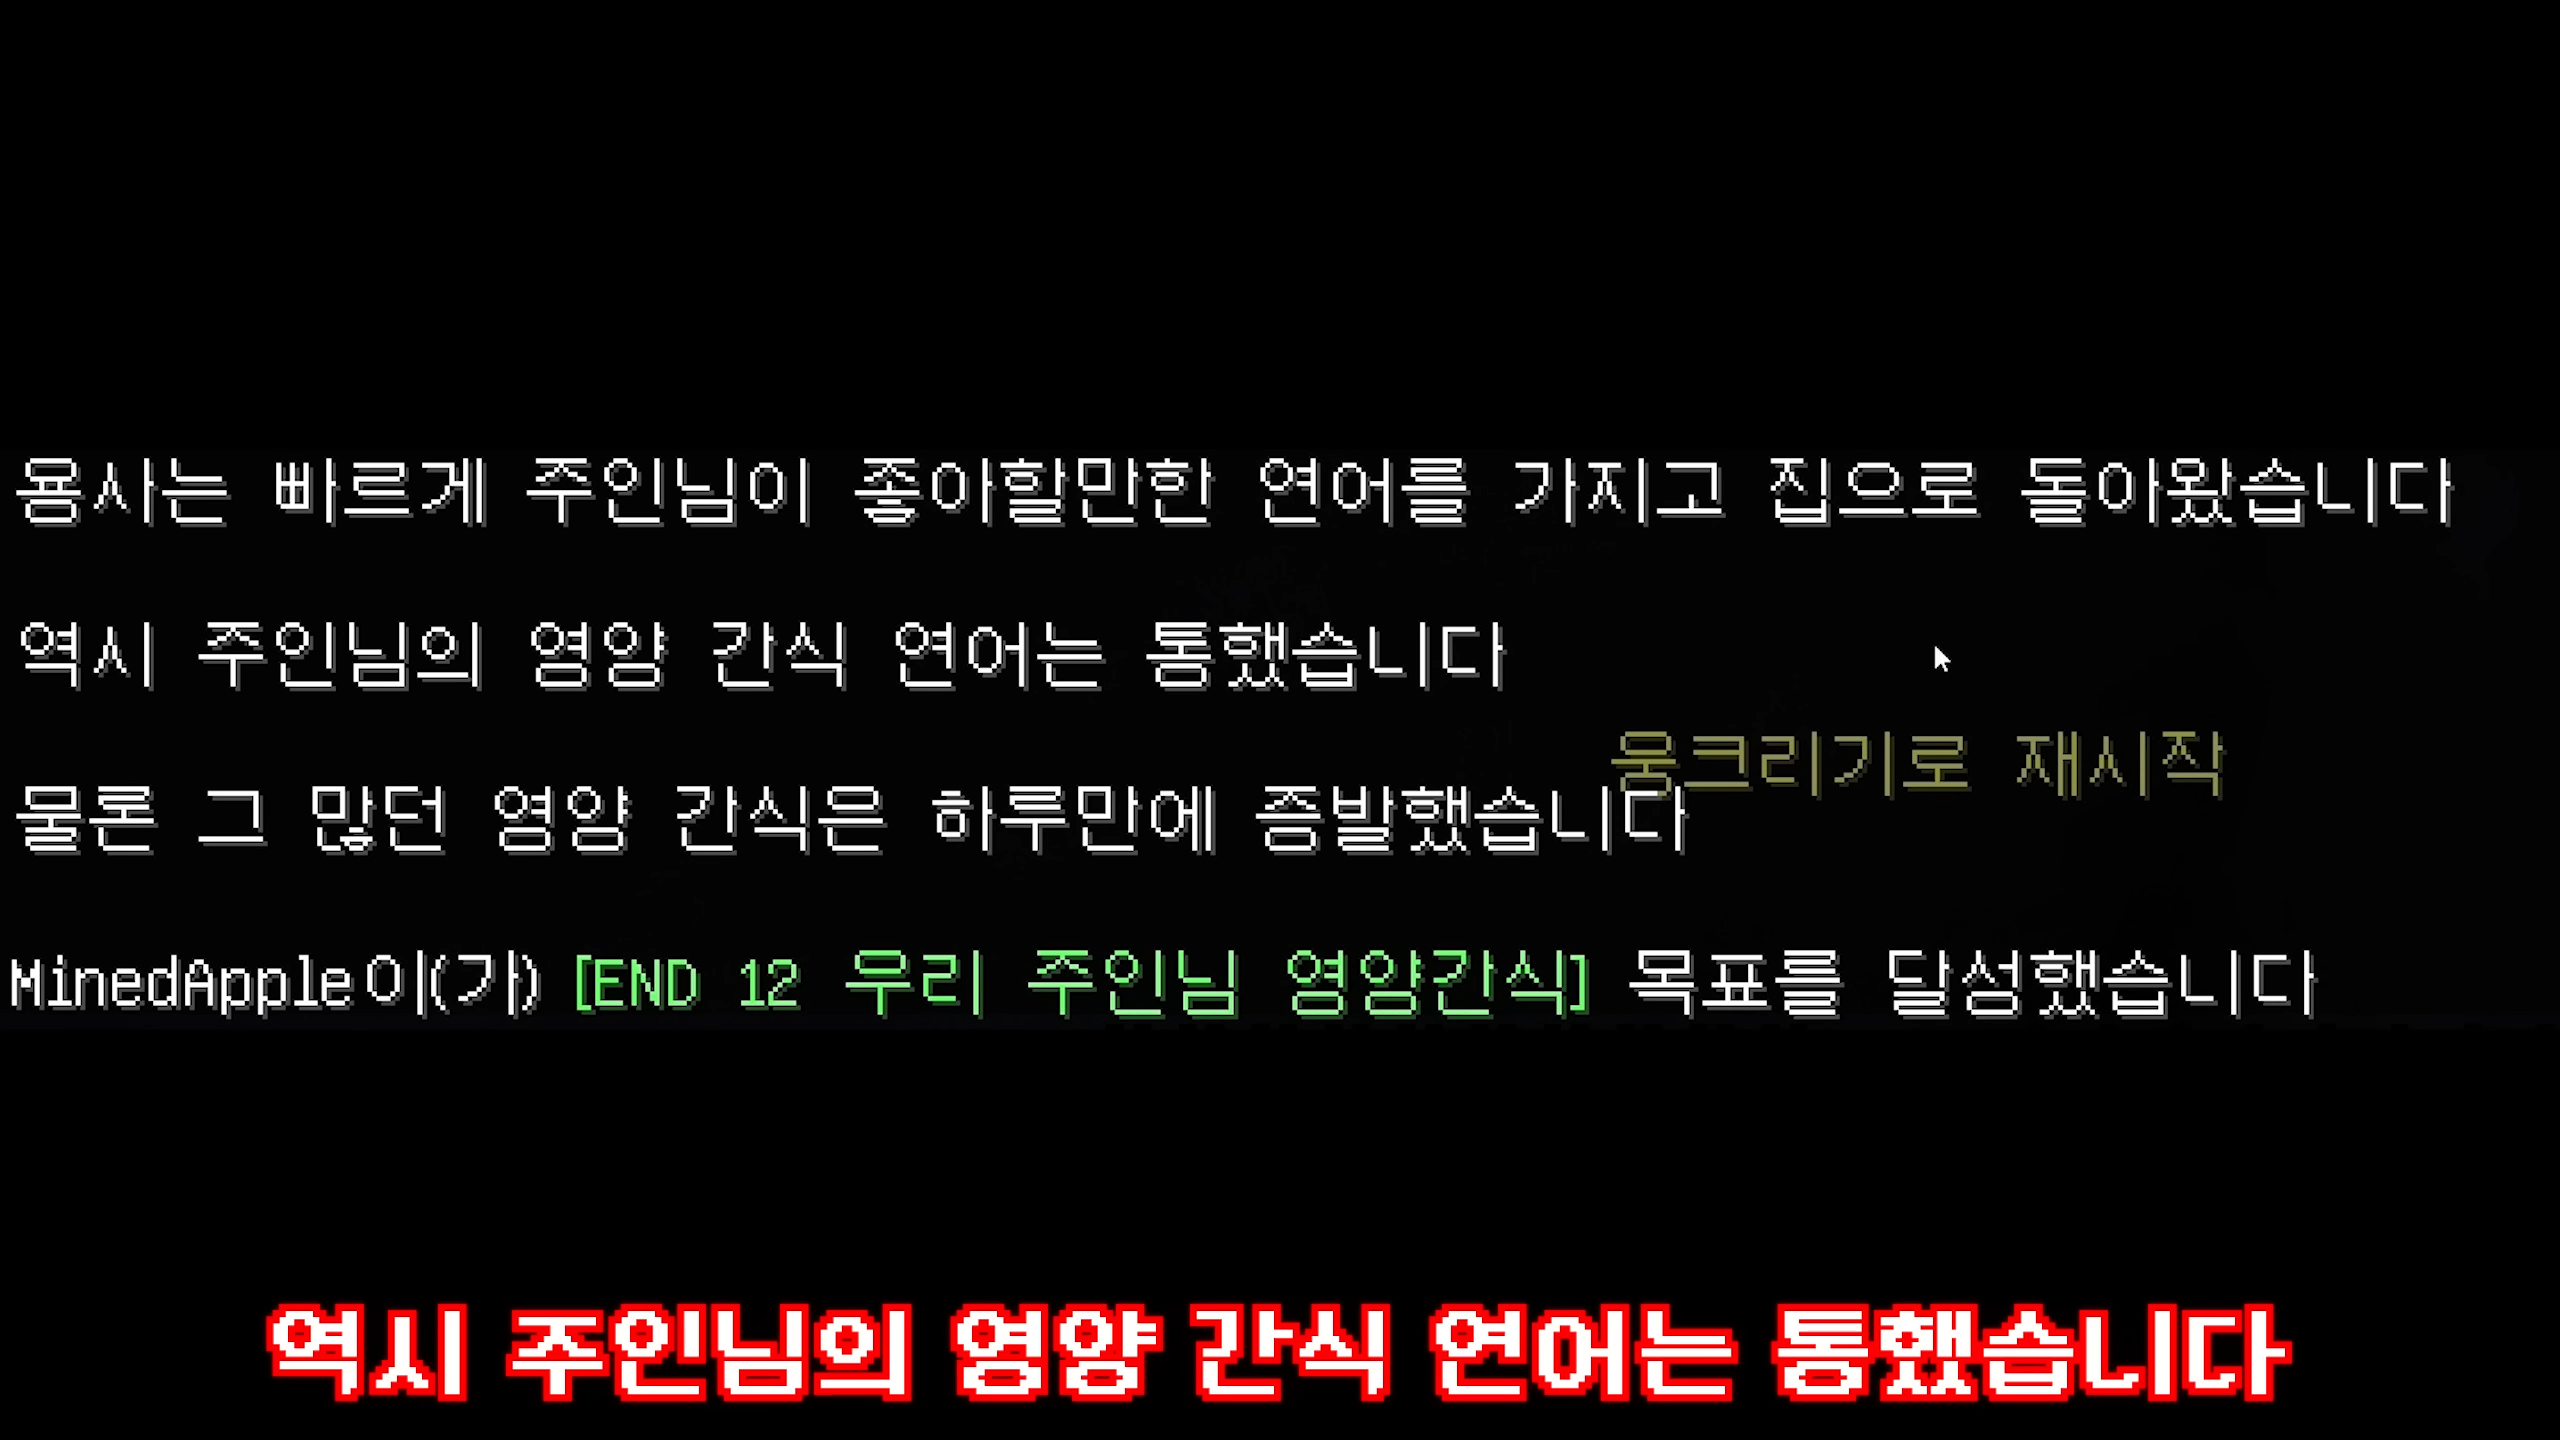 용사는 빠르게 주인님이 좋아할만한 연어를 가지고 집으로 돌아왔습니다
역시 주인님의 영양 간식 연어는 통했습니다
웅크리기로 재시작
물론 그 많던 영양 간식은 하루만에 증발했습니다
MinedApple이(가) [END 12 우리 주인님 영양간식] 목표를 달성했습니다
역시 주인님의 영양 간식 연어는 통했습니다